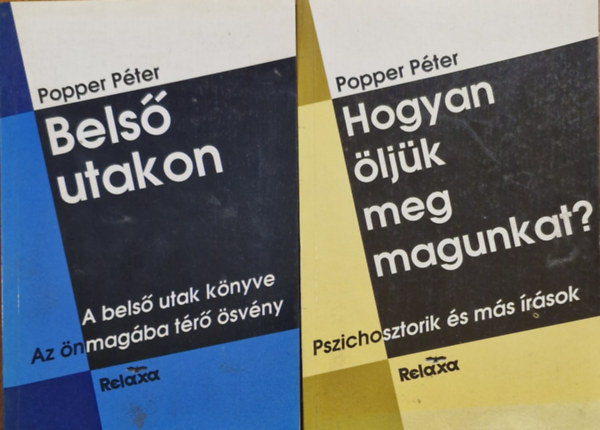 Popper Péter
Belső
utakon
A belső utak könyve
Az önmagába térő ösvény
Relaxa
Popper Péter
Hogyan
öljük
meg
magunkat?
Pszichosztorik és más írások
Relaxa